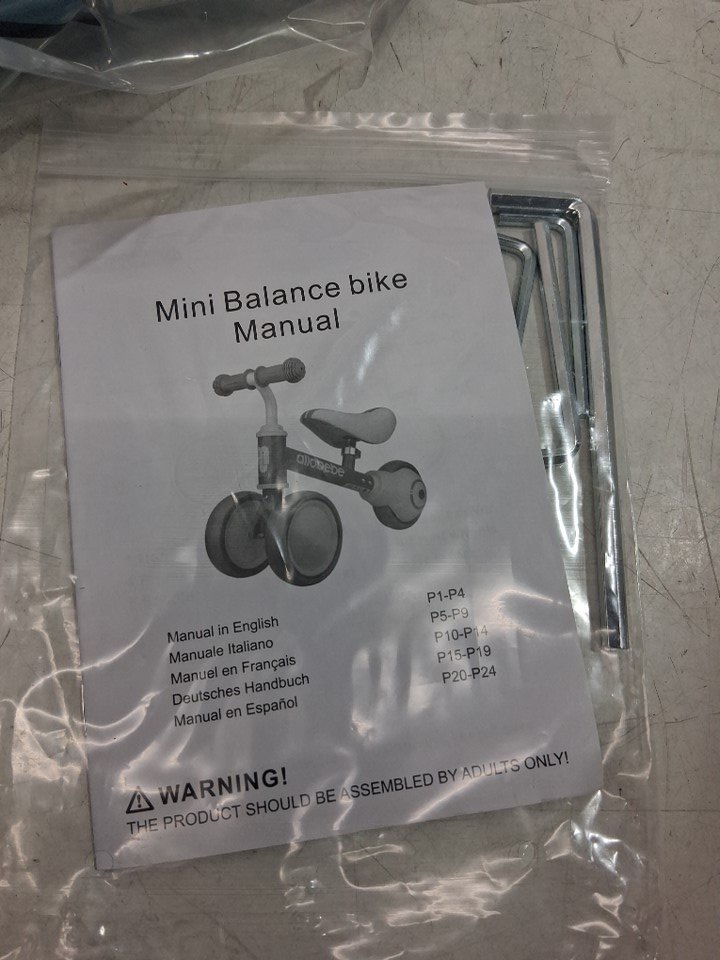 Mini Balance bike
Manual
allobebe
Manual in English P1-P4
Manuale Italiano P5-P9
Manuel en Français P10-P14
Deutsches Handbuch P15-P19
Manual en Español P20-P24
WARNING!
THE PRODUCT SHOULD BE ASSEMBLED BY ADULTS ONLY!